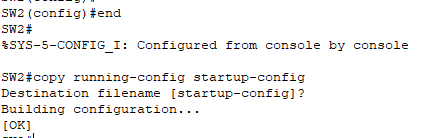 SW2(config)#end
SW2#
%SYS-5-CONFIG_I: Configured from console by console
SW2#copy running-config startup-config
Destination filename [startup-config]?
Building configuration...
[OK]